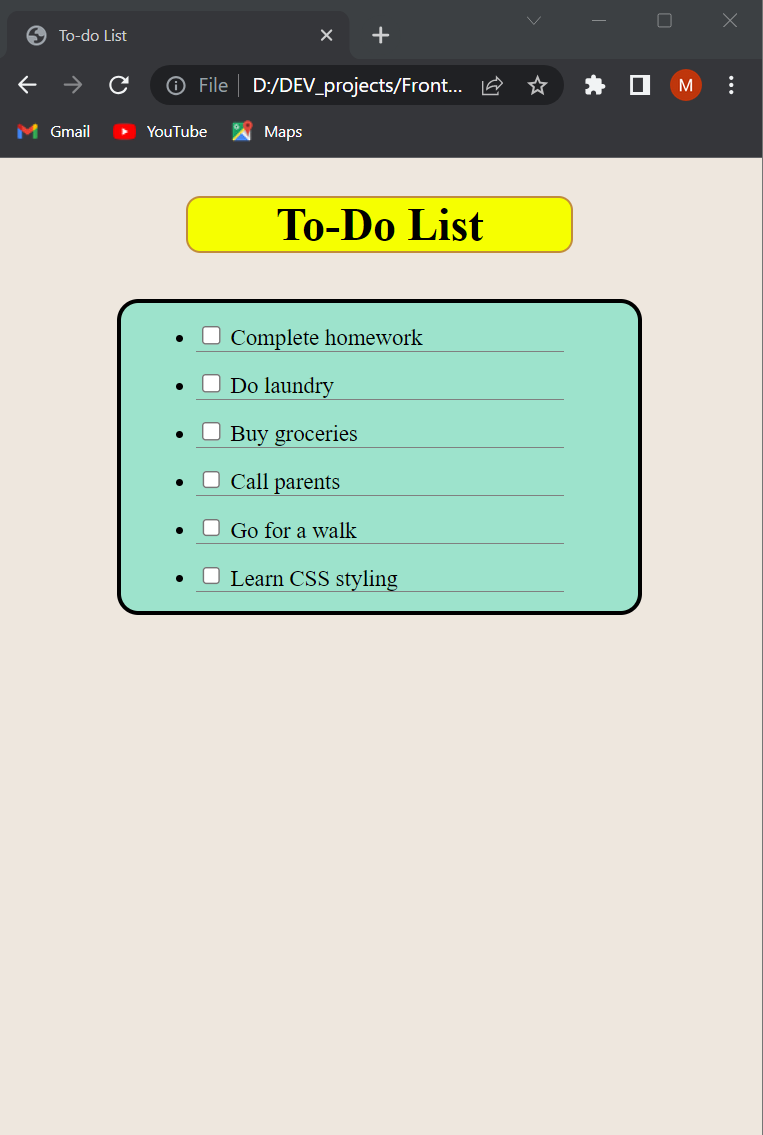 To-do List
File
D:/DEV_projects/Front...
M
Gmail
YouTube
Maps
To-Do List
Complete homework
Do laundry
Buy groceries
Call parents
Go for a walk
Learn CSS styling